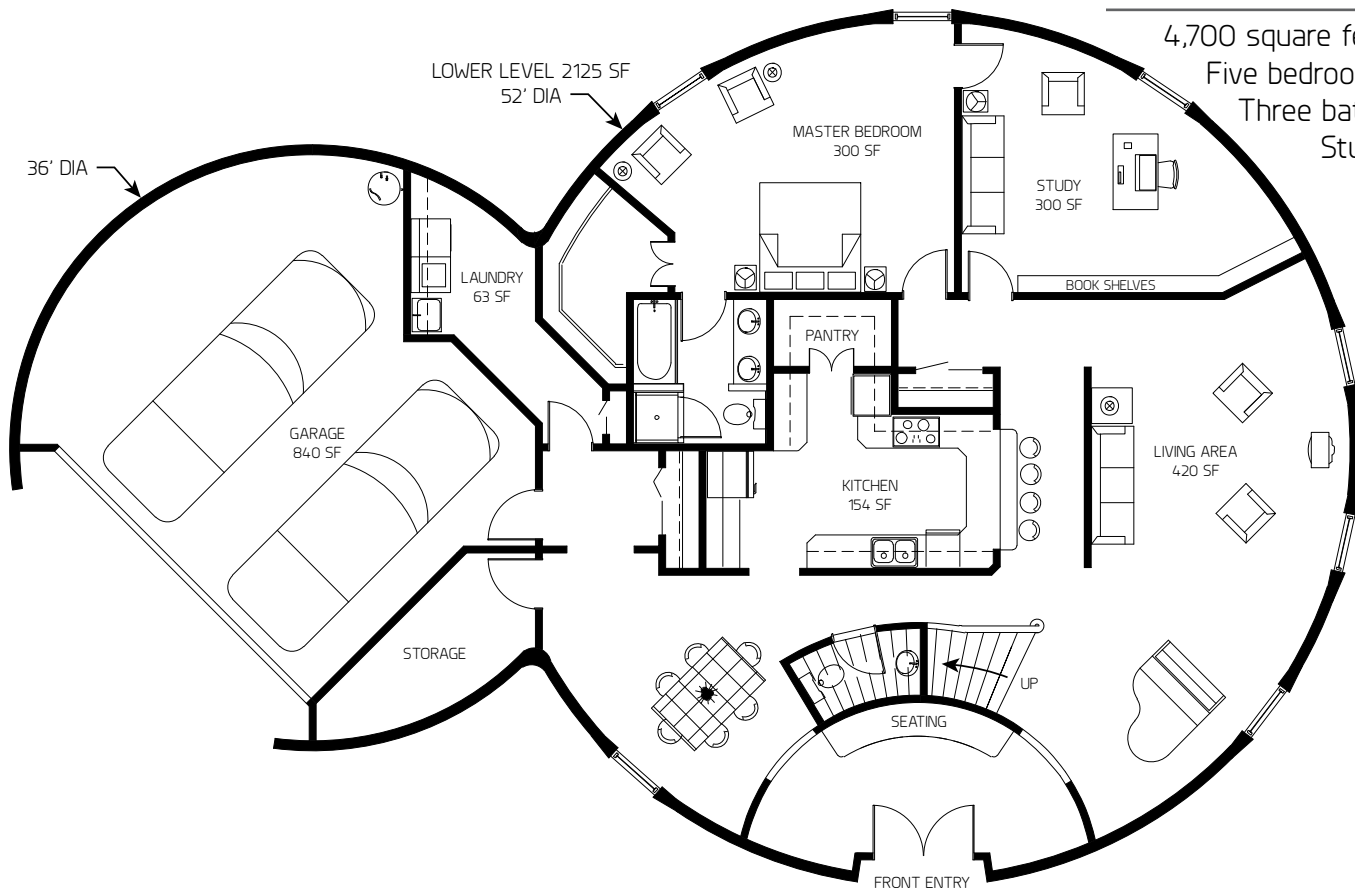 4,700 square fe
Five bedroo
Three ba
Stu
LOWER LEVEL 2125 SF
52' DIA
36' DIA
MASTER BEDROOM
300 SF
STUDY
300 SF
BOOK SHELVES
LAUNDRY
63 SF
PANTRY
GARAGE
840 SF
KITCHEN
154 SF
LIVING AREA
420 SF
STORAGE
UP
SEATING
FRONT ENTRY